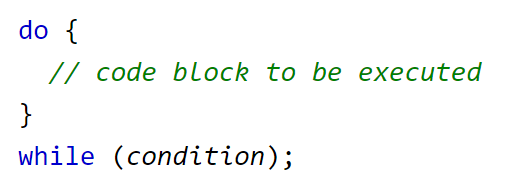 do {
  // code block to be executed
}
while (condition);